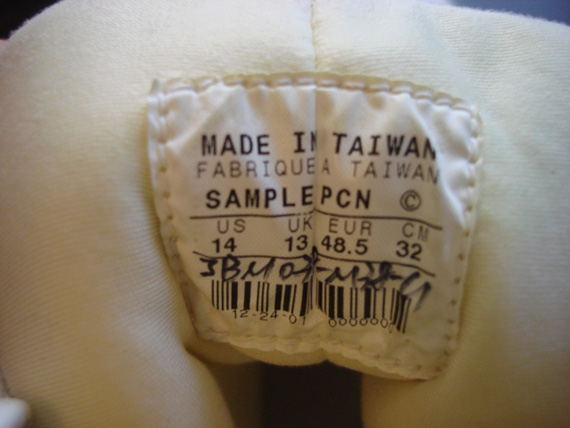 MADE IN TAIWAN
FABRIQUE A TAIWAN
SAMPLE PCN ©
US UK EUR CM
14 13 48.5 32
12-24-01 000000